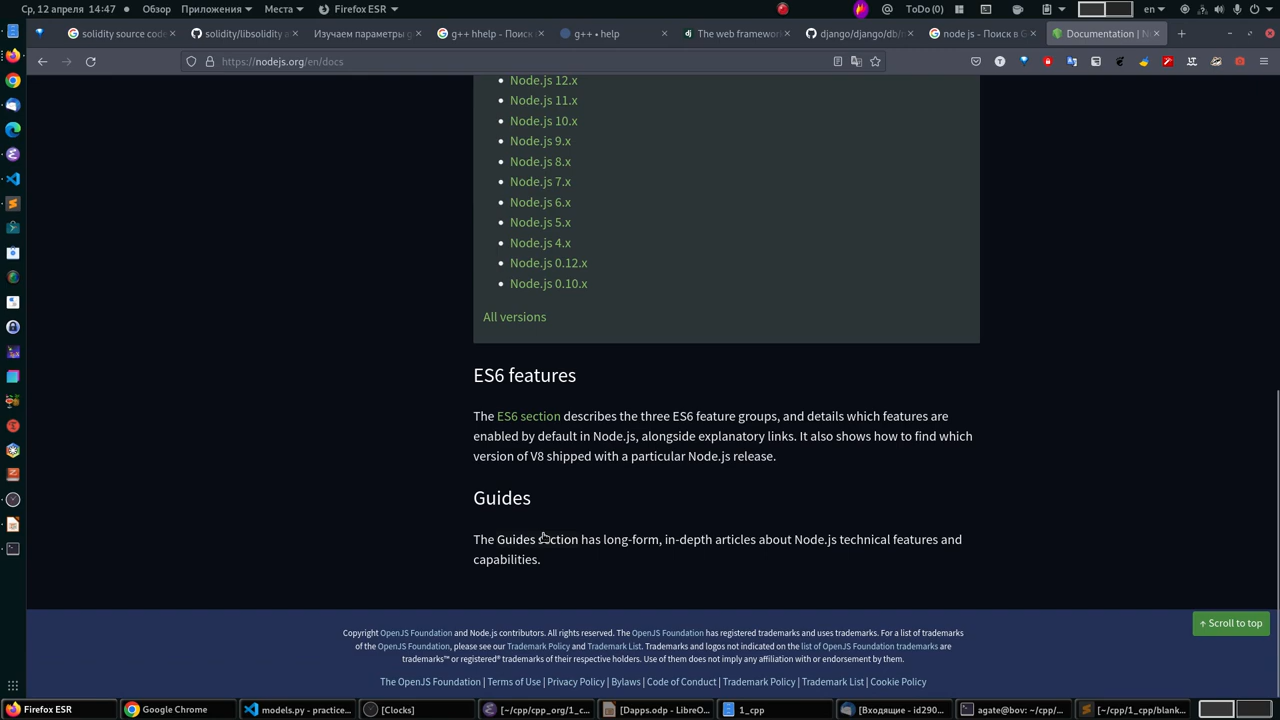 Ср, 12 апреля  14:47
Обзор
Приложения
Места
Firefox ESR
ToDo (0)
en
solidity source code
solidity/libsolidity a
Изучаем параметры g
g++ hhelp - Поиск
g++ • help
The web framework
django/django/db/
node js - Поиск в G
Documentation | N
https://nodejs.org/en/docs
Node.js 12.x
Node.js 11.x
Node.js 10.x
Node.js 9.x
Node.js 8.x
Node.js 7.x
Node.js 6.x
Node.js 5.x
Node.js 4.x
Node.js 0.12.x
Node.js 0.10.x
All versions
ES6 features
The ES6 section describes the three ES6 feature groups, and details which features are
enabled by default in Node.js, alongside explanatory links. It also shows how to find which
version of V8 shipped with a particular Node.js release.
Guides
The Guides section has long-form, in-depth articles about Node.js technical features and
capabilities.
↑ Scroll to top
Copyright OpenJS Foundation and Node.js contributors. All rights reserved. The OpenJS Foundation has registered trademarks and uses trademarks. For a list of trademarks
of the OpenJS Foundation, please see our Trademark Policy and Trademark List. Trademarks and logos not indicated on the list of OpenJS Foundation trademarks are
trademarks™ or registered® trademarks of their respective holders. Use of them does not imply any affiliation with or endorsement by them.
The OpenJS Foundation | Terms of Use | Privacy Policy | Bylaws | Code of Conduct | Trademark Policy | Trademark List | Cookie Policy
Firefox ESR
Google Chrome
models.py - practice...
[Clocks]
[~/cpp/cpp_org/1_c...
[Dapps.odp - LibreO...
1_cpp
[Входящие - id290...
agate@bov: ~/cpp/...
[~/cpp/1_cpp/blank...